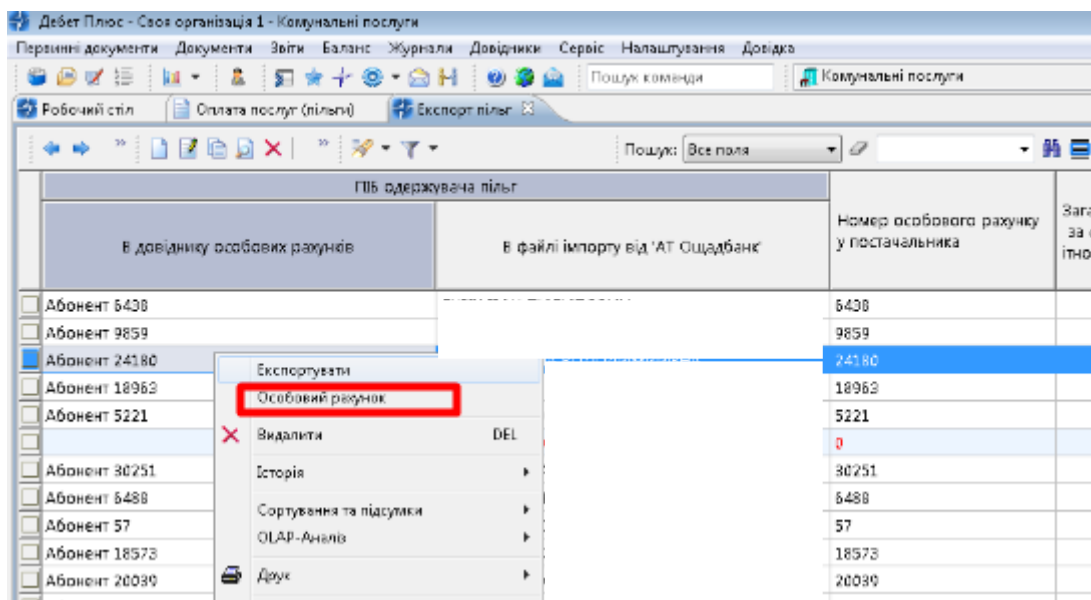 Дебет Плюс - Своя організація 1 - Комунальні послуги
Первинні документи Документи Звіти Баланс Журнали Довідники Сервіс Налаштування Довідка
Пошук команди Комунальні послуги
Робочий стіл Оплата послуг (пільги) Експорт пільг
Пошук: Все поля
ПІБ одержувача пільг
В довіднику особових рахунків
В файлі імпорту від 'АТ Ощадбанк'
Номер особового рахунку
у постачальника
Зага
за
ітно
Абонент 6438 6438
Абонент 9859 9859
Абонент 24180 24180
Експортувати
Абонент 18963 18963
Особовий рахунок
Абонент 5221 5221
Видалити DEL
0
Абонент 30251 30251
Історія
Абонент 6488 6488
Сортування та підсумки
Абонент 57 57
OLAP-Аналіз
Абонент 18573 18573
Друк
Абонент 20039 20039